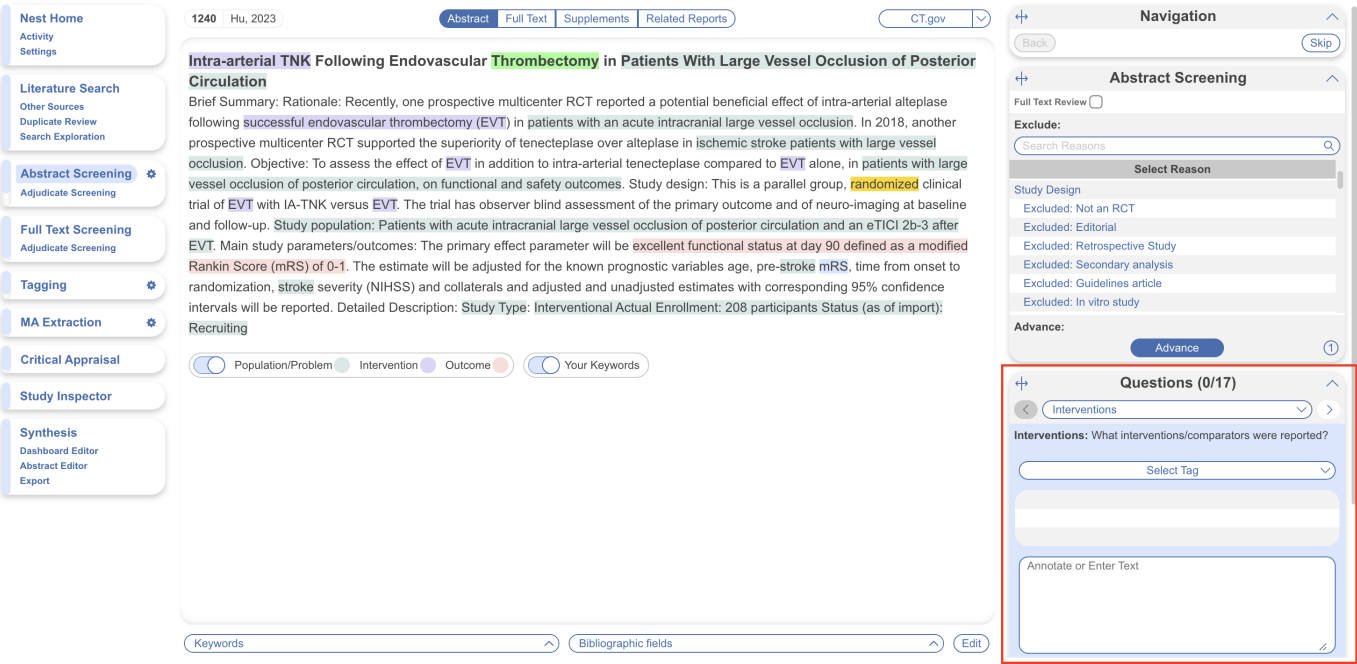 Nest Home
Activity
Settings
Literature Search
Other Sources
Duplicate Review
Search Exploration
Abstract Screening
Adjudicate Screening
Full Text Screening
Adjudicate Screening
Tagging
MA Extraction
Critical Appraisal
Study Inspector
Synthesis
Dashboard Editor
Abstract Editor
Export
1240 Hu, 2023
Abstract Full Text Supplements Related Reports
CT.gov
Intra-arterial TNK Following Endovascular Thrombectomy in Patients With Large Vessel Occlusion of Posterior
Circulation
Brief Summary: Rationale: Recently, one prospective multicenter RCT reported a potential beneficial effect of intra-arterial alteplase
following successful endovascular thrombectomy (EVT) in patients with an acute intracranial large vessel occlusion. In 2018, another
prospective multicenter RCT supported the superiority of tenecteplase over alteplase in ischemic stroke patients with large vessel
occlusion. Objective: To assess the effect of EVT in addition to intra-arterial tenecteplase compared to EVT alone, in patients with large
vessel occlusion of posterior circulation, on functional and safety outcomes. Study design: This is a parallel group, randomized clinical
trial of EVT with IA-TNK versus EVT. The trial has observer blind assessment of the primary outcome and of neuro-imaging at baseline
and follow-up. Study population: Patients with acute intracranial large vessel occlusion of posterior circulation and an eTICI 2b-3 after
EVT. Main study parameters/outcomes: The primary effect parameter will be excellent functional status at day 90 defined as a modified
Rankin Score (mRS) of 0-1. The estimate will be adjusted for the known prognostic variables age, pre-stroke mRS, time from onset to
randomization, stroke severity (NIHSS) and collaterals and adjusted and unadjusted estimates with corresponding 95% confidence
intervals will be reported. Detailed Description: Study Type: Interventional Actual Enrollment: 208 participants Status (as of import):
Recruiting
Population/Problem Intervention Outcome Your Keywords
Keywords
Bibliographic fields
Edit
Navigation
Back Skip
Abstract Screening
Full Text Review
Exclude:
Search Reasons
Select Reason
Study Design
Excluded: Not an RCT
Excluded: Editorial
Excluded: Retrospective Study
Excluded: Secondary analysis
Excluded: Guidelines article
Excluded: In vitro study
Advance:
Advance 1
Questions (0/17)
Interventions
Interventions: What interventions/comparators were reported?
Select Tag
Annotate or Enter Text